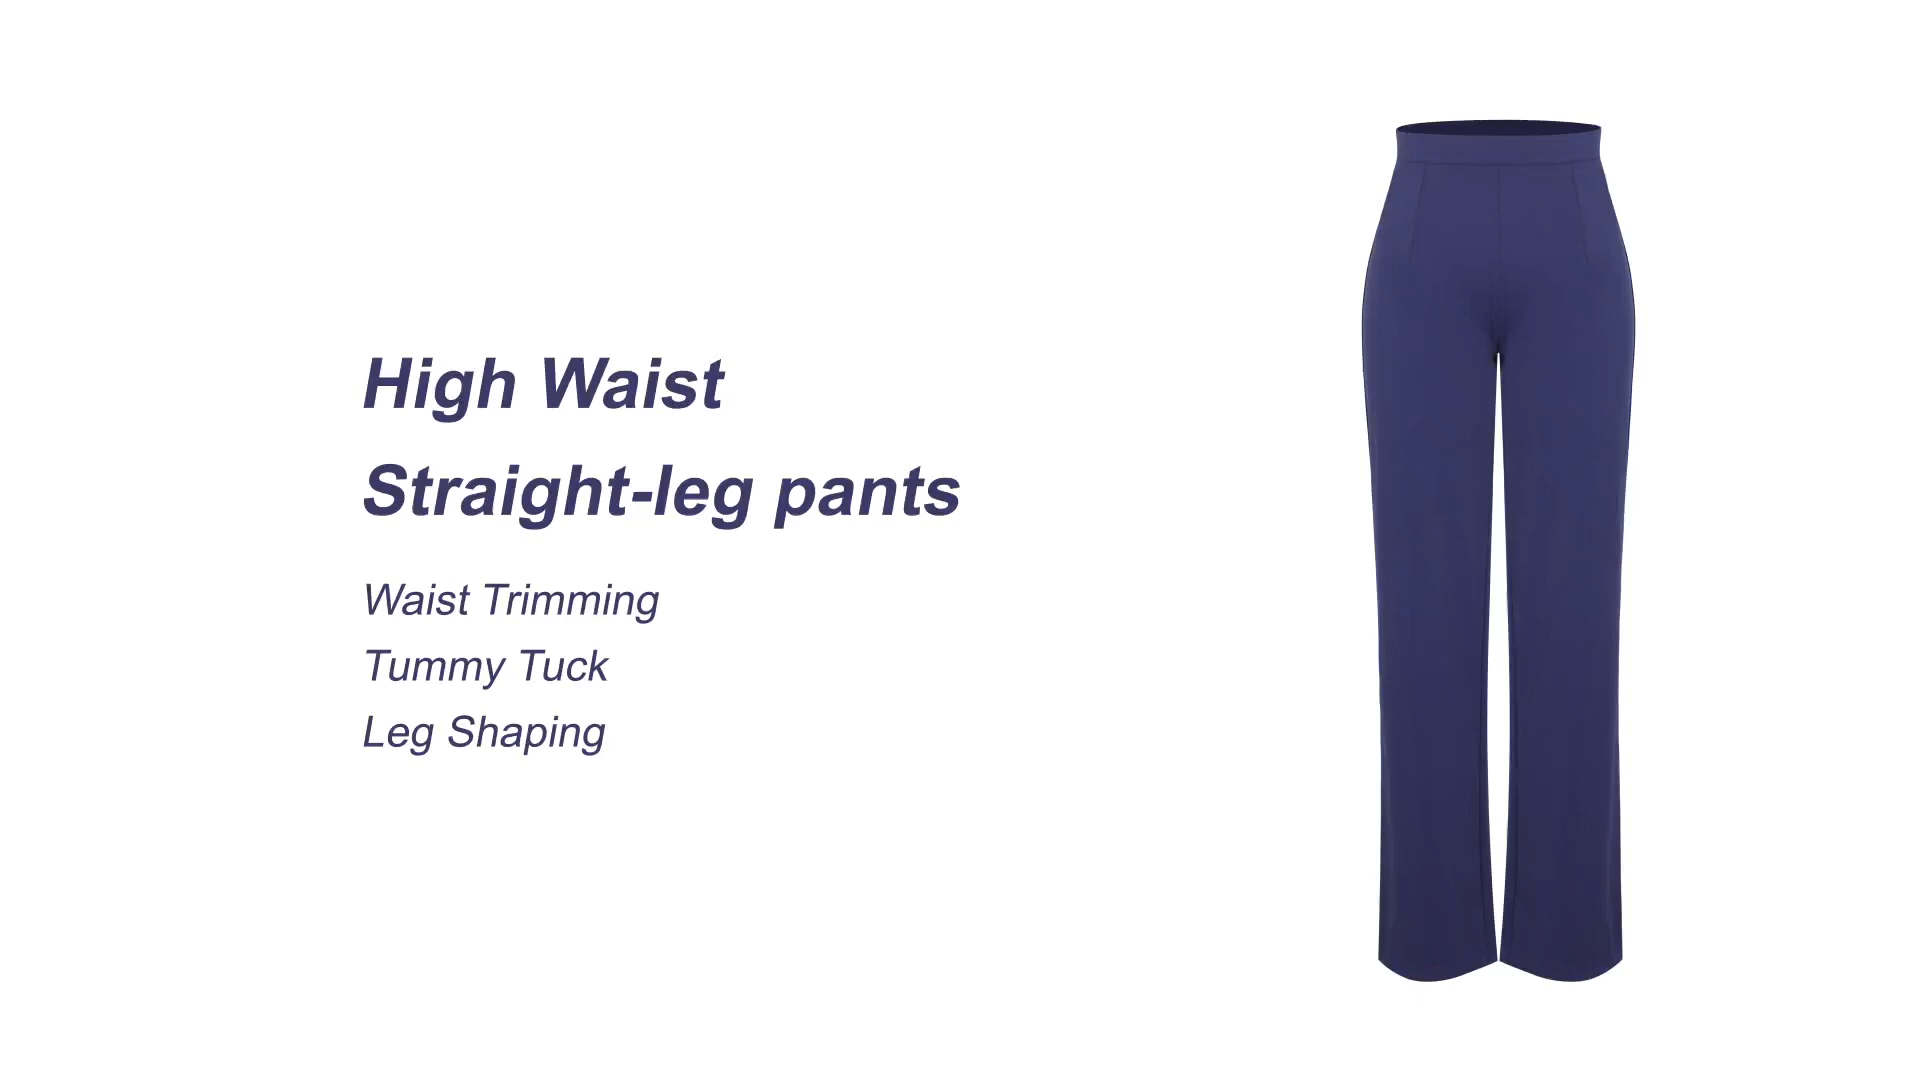 High Waist
Straight-leg pants
Waist Trimming
Tummy Tuck
Leg Shaping